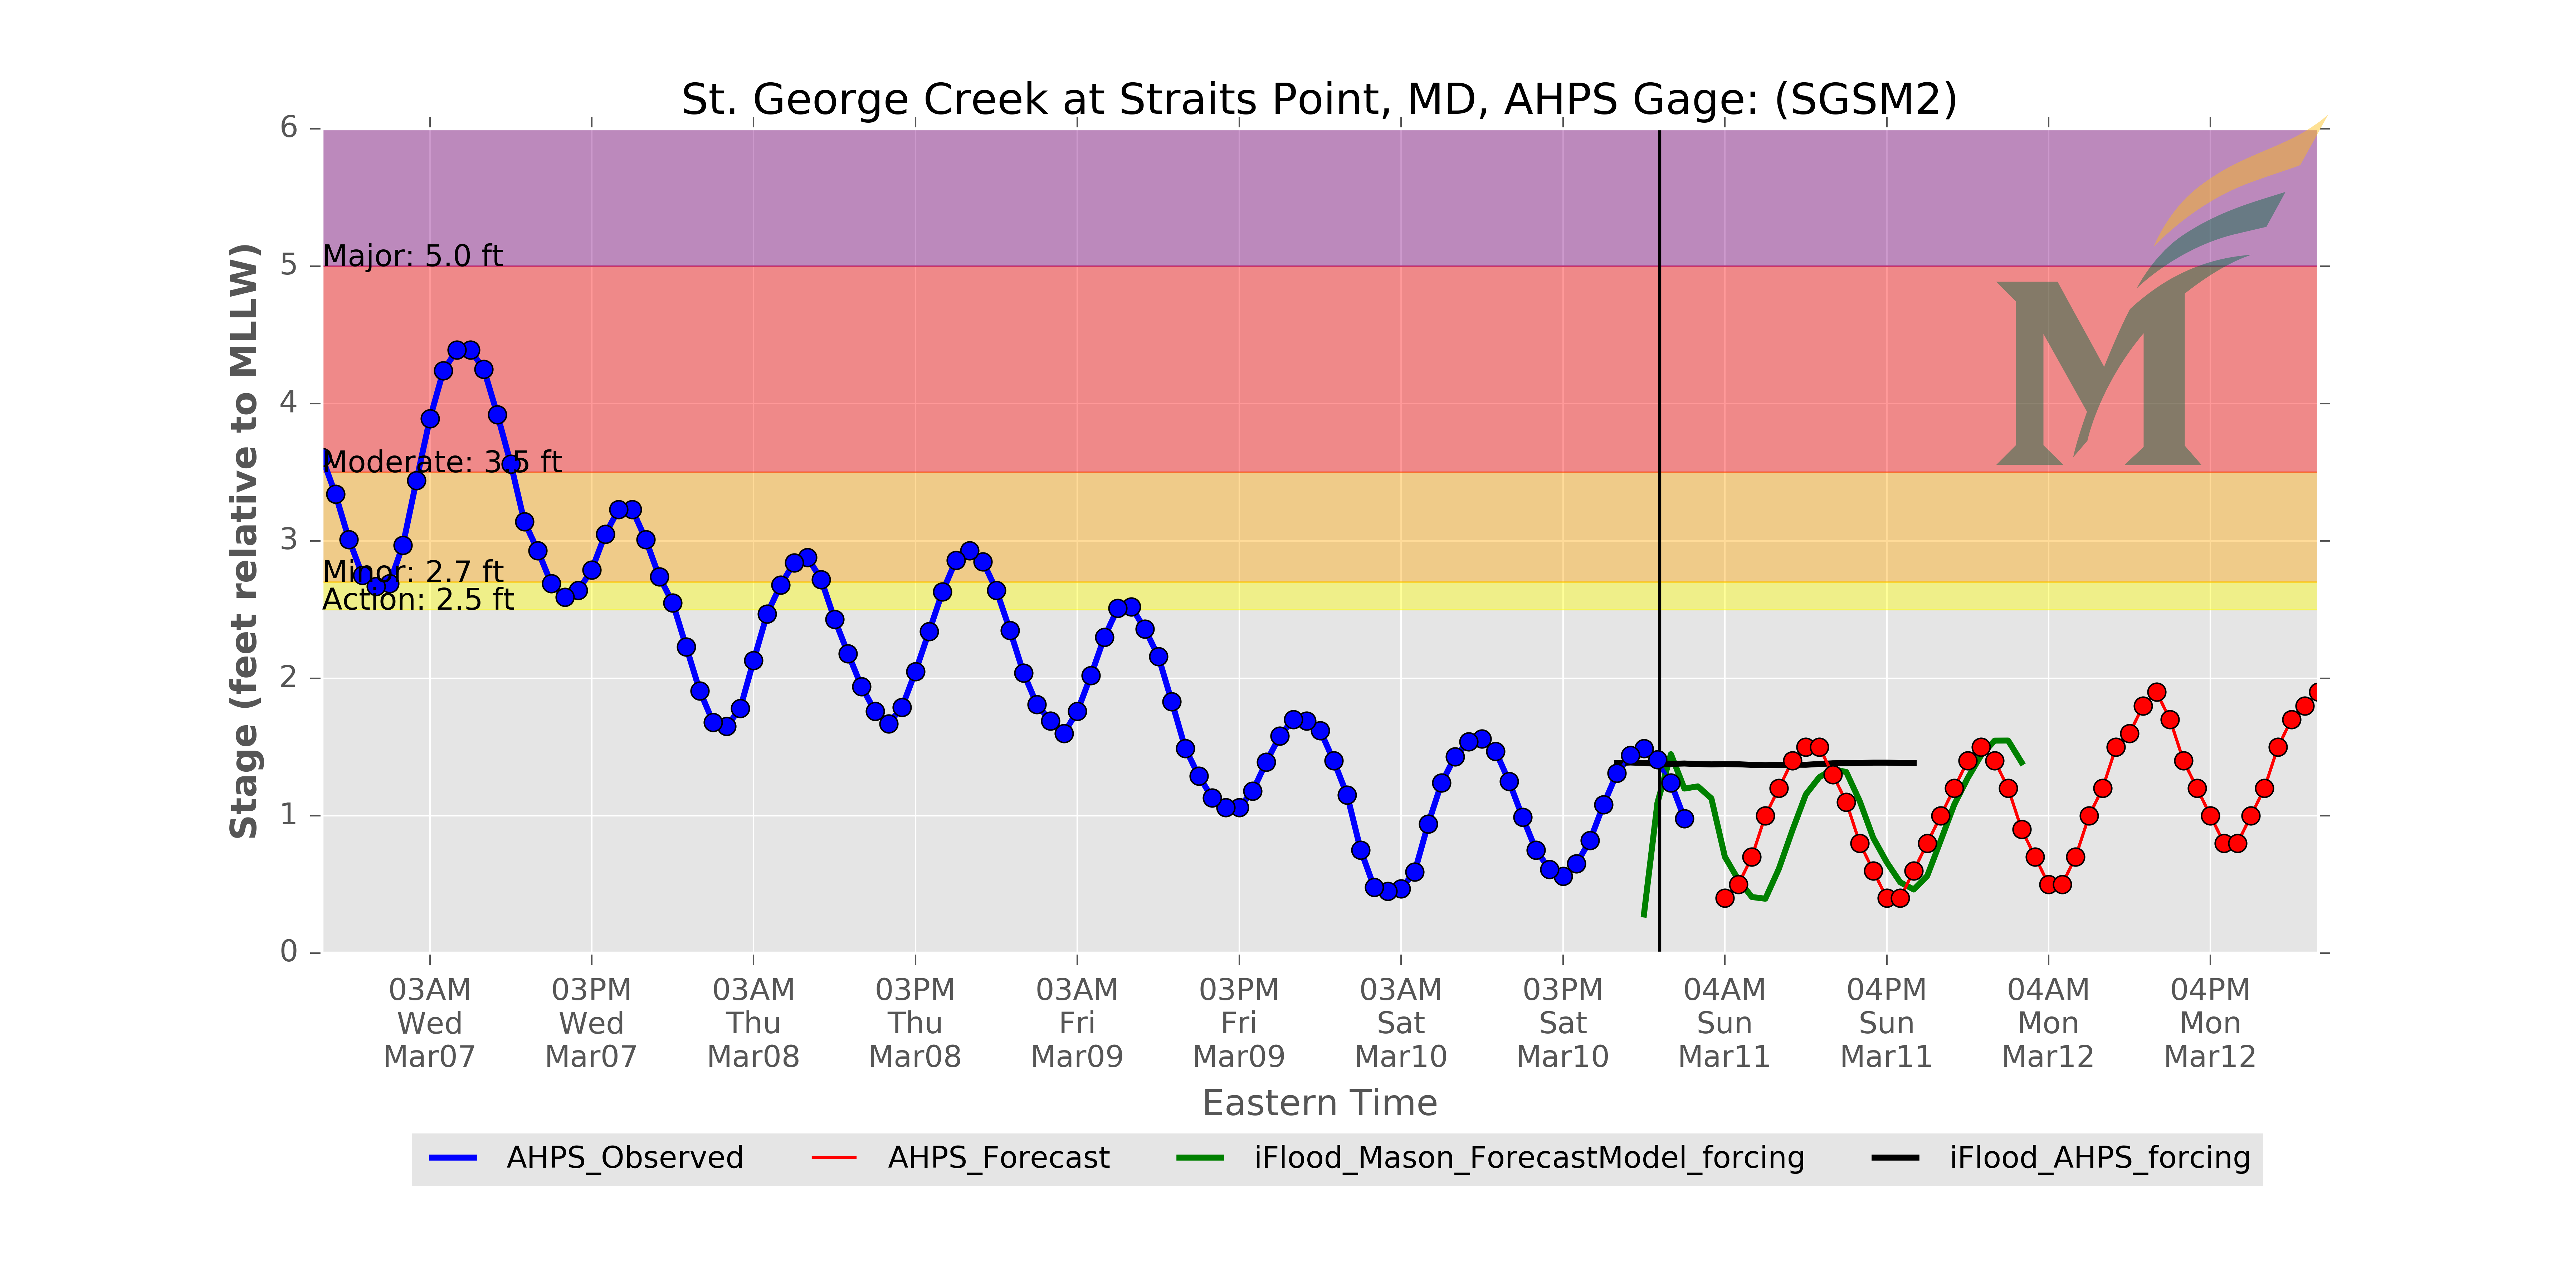 St. George Creek at Straits Point, MD, AHPS Gage: (SGSM2)
Stage (feet relative to MLLW)
6
5
4
3
2
1
0
Major: 5.0 ft
Moderate: 3.5 ft
Minor: 2.7 ft
Action: 2.5 ft
03AM
Wed
Mar07
03PM
Wed
Mar07
03AM
Thu
Mar08
03PM
Thu
Mar08
03AM
Fri
Mar09
03PM
Fri
Mar09
03AM
Sat
Mar10
03PM
Sat
Mar10
04AM
Sun
Mar11
04PM
Sun
Mar11
04AM
Mon
Mar12
04PM
Mon
Mar12
Eastern Time
AHPS_Observed
AHPS_Forecast
iFlood_Mason_ForecastModel_forcing
iFlood_AHPS_forcing
M